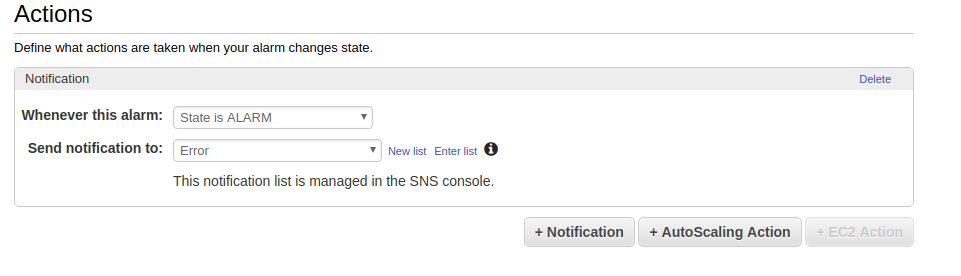 Actions
Define what actions are taken when your alarm changes state.
Notification Delete
Whenever this alarm: State is ALARM
Send notification to: Error New list Enter list
This notification list is managed in the SNS console.
+ Notification + AutoScaling Action + EC2 Action